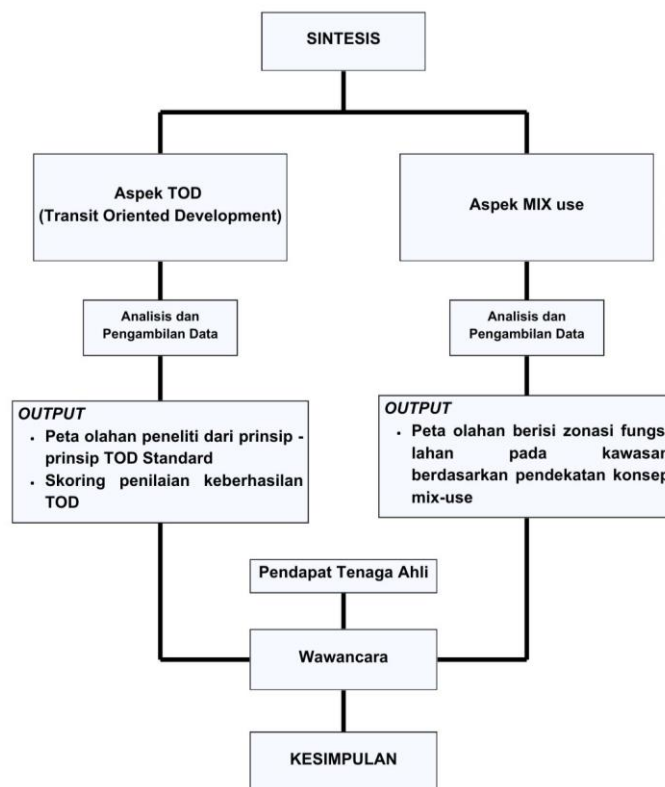 SINTESIS
Aspek TOD
(Transit Oriented Development)
Aspek MIX use
Analisis dan
Pengambilan Data
Analisis dan
Pengambilan Data
OUTPUT
• Peta olahan peneliti dari prinsip -
prinsip TOD Standard
• Skoring penilaian keberhasilan
TOD
OUTPUT
• Peta olahan berisi zonasi fungs
lahan pada kawasan
berdasarkan pendekatan konsep
mix-use
Pendapat Tenaga Ahli
Wawancara
KESIMPULAN